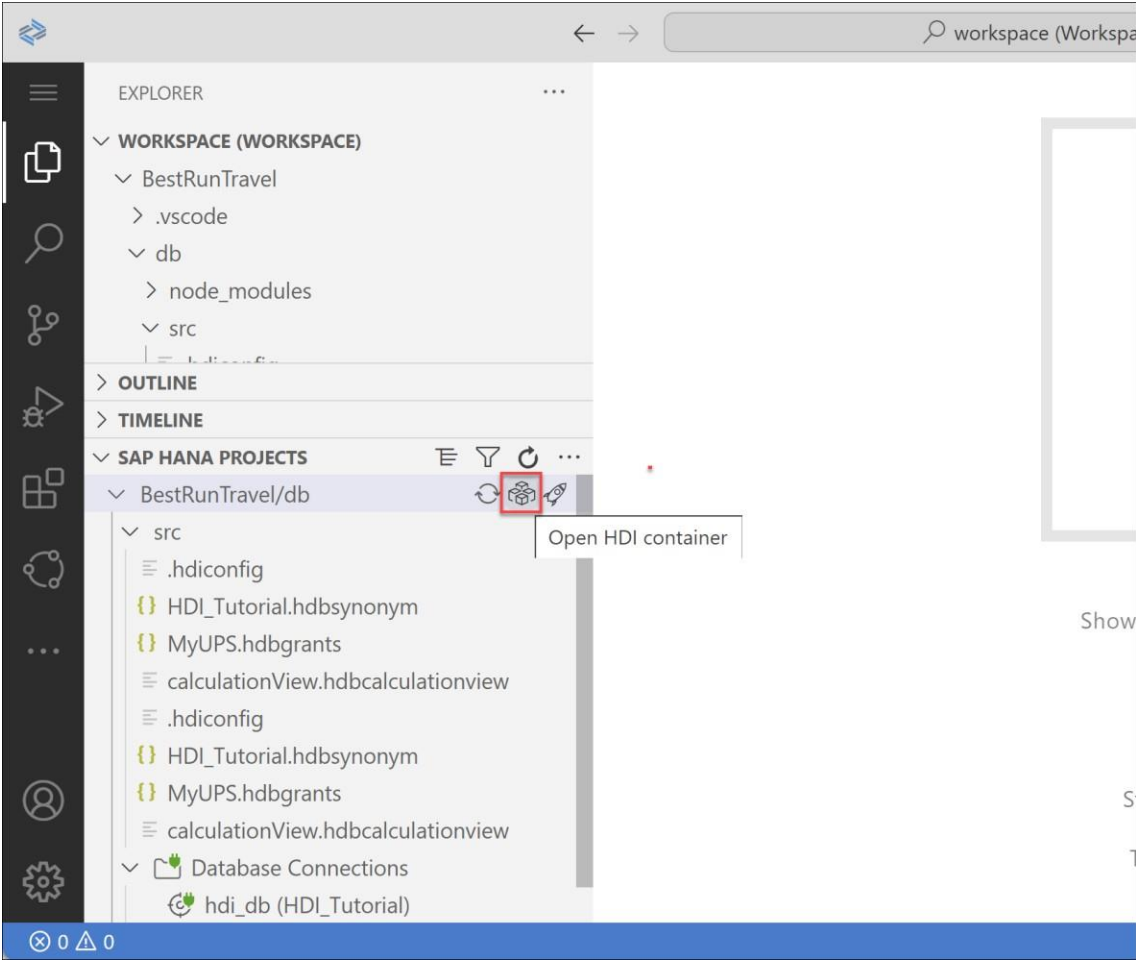 workspace (Workspa
EXPLORER
WORKSPACE (WORKSPACE)
BestRunTravel
.vscode
db
node_modules
src
.hdiconfig
OUTLINE
TIMELINE
SAP HANA PROJECTS
BestRunTravel/db
Open HDI container
src
.hdiconfig
HDI_Tutorial.hdbsynonym
Show
MyUPS.hdbgrants
calculationView.hdbcalculationview
.hdiconfig
HDI_Tutorial.hdbsynonym
MyUPS.hdbgrants
calculationView.hdbcalculationview
Database Connections
hdi_db (HDI_Tutorial)
0 0